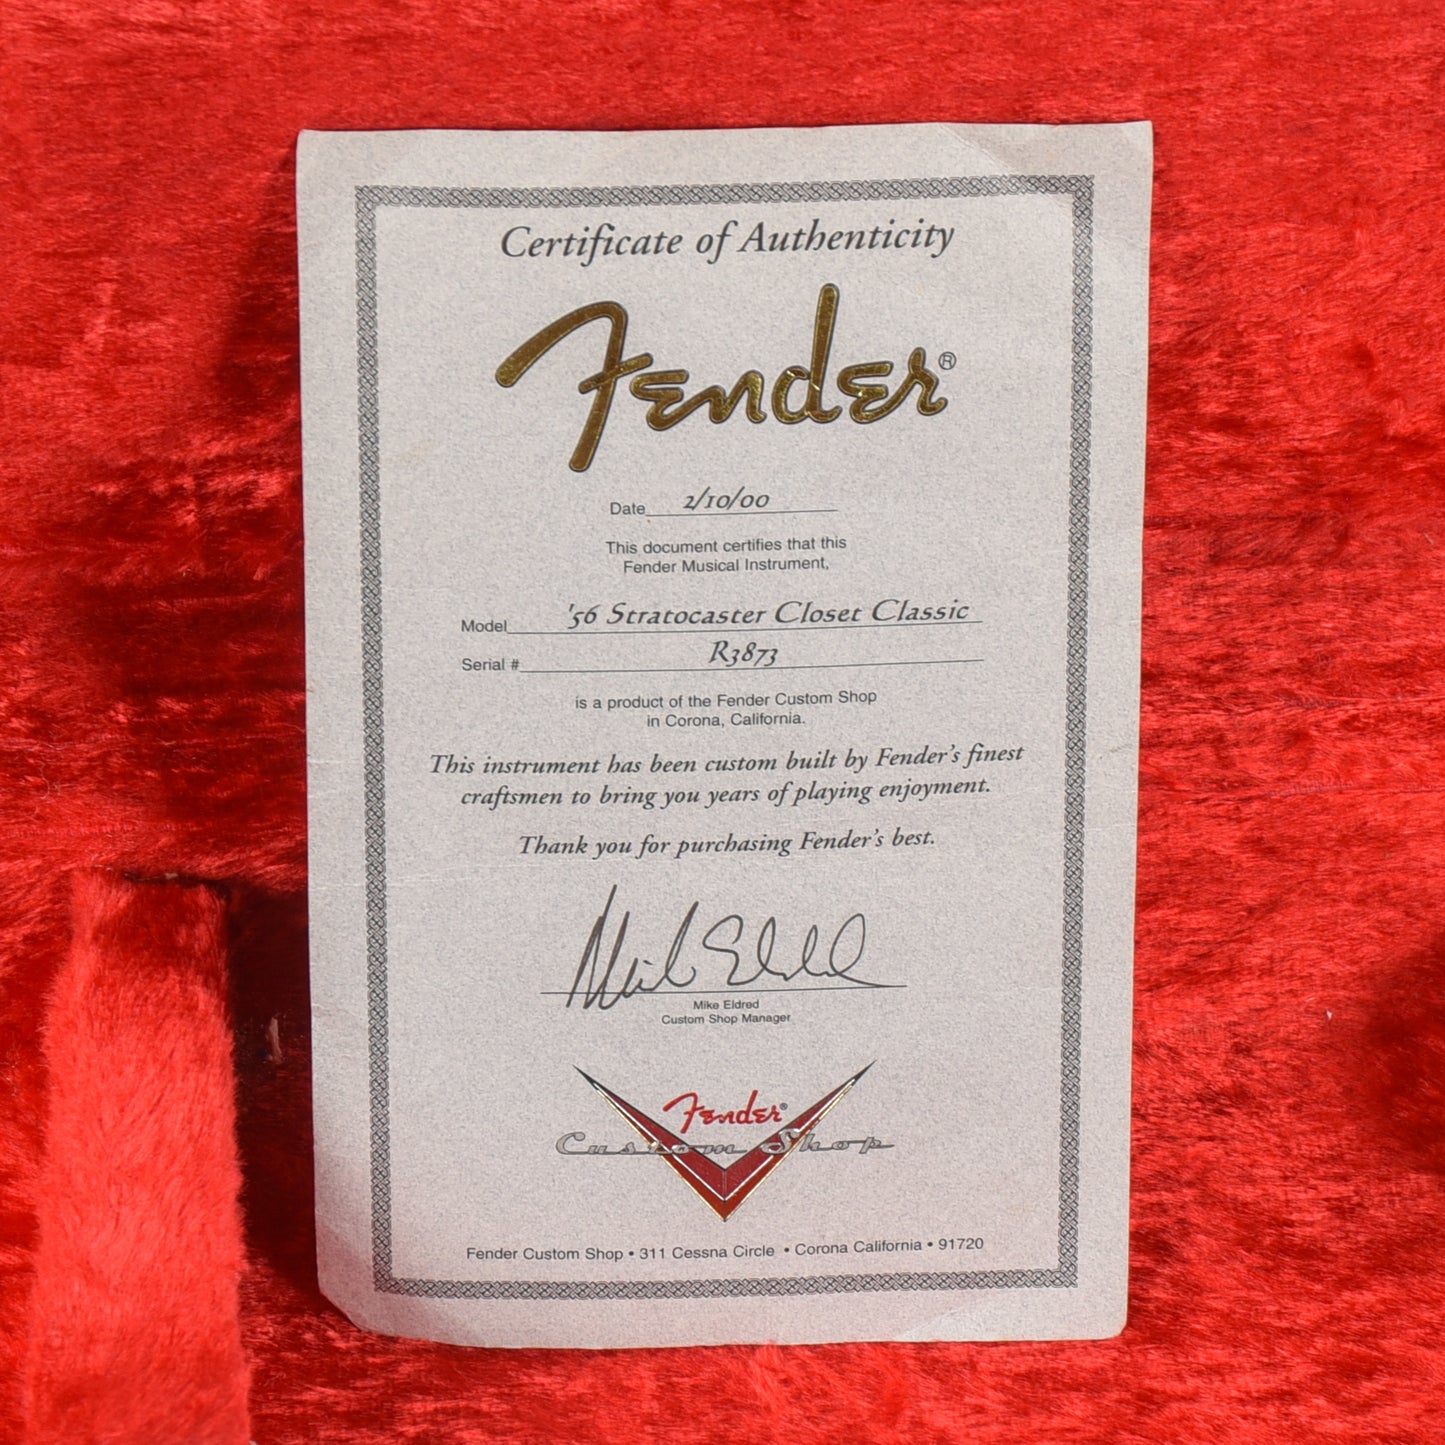 Certificate of Authenticity
Fender®
Date 2/10/00
This document certifies that this
Fender Musical Instrument,
Model '56 Stratocaster Closet Classic
Serial # R3873
is a product of the Fender Custom Shop
in Corona, California.
This instrument has been custom built by Fender's finest
craftsmen to bring you years of playing enjoyment.
Thank you for purchasing Fender's best.
Mike Eldred
Mike Eldred
Custom Shop Manager
Fender®
Custom Shop
Fender Custom Shop • 311 Cessna Circle • Corona California • 91720